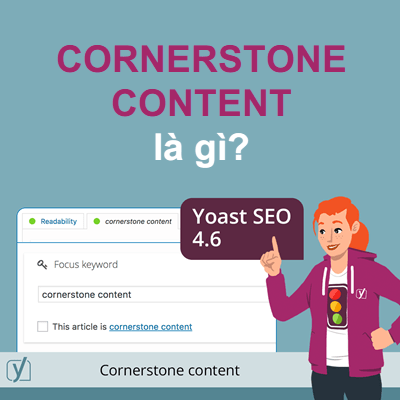 CORNERSTONE
CONTENT
là gì?
Readability
cornerstone content
Yoast SEO
4.6
Focus keyword
cornerstone content
This article is cornerstone content
y
y
Cornerstone content